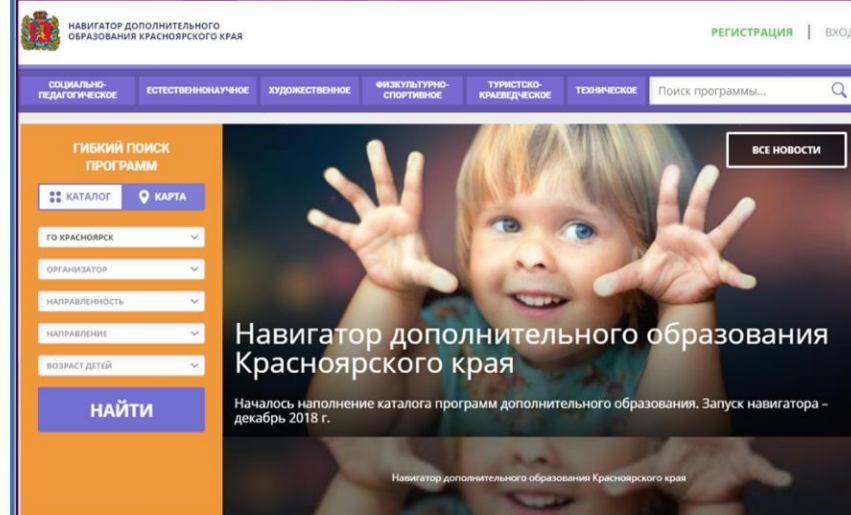 НАВИГАТОР ДОПОЛНИТЕЛЬНОГО
ОБРАЗОВАНИЯ КРАСНОЯРСКОГО КРАЯ
РЕГИСТРАЦИЯ | ВХОД
СОЦИАЛЬНО-
ПЕДАГОГИЧЕСКОЕ
ЕСТЕСТВЕННОНАУЧНОЕ
ХУДОЖЕСТВЕННОЕ
ФИЗКУЛЬТУРНО-
СПОРТИВНОЕ
ТУРИСТСКО-
КРАЕВЕДЧЕСКОЕ
ТЕХНИЧЕСКОЕ
Поиск программы...
ГИБКИЙ ПОИСК
ПРОГРАММ
КАТАЛОГ
КАРТА
ГО КРАСНОЯРСК
ОРГАНИЗАТОР
НАПРАВЛЕННОСТЬ
НАПРАВЛЕНИЕ
ВОЗРАСТ ДЕТЕЙ
НАЙТИ
ВСЕ НОВОСТИ
Навигатор дополнительного образования
Красноярского края
Началось наполнение каталога программ дополнительного образования. Запуск навигатора –
декабрь 2018 г.
Навигатор дополнительного образования Красноярского края